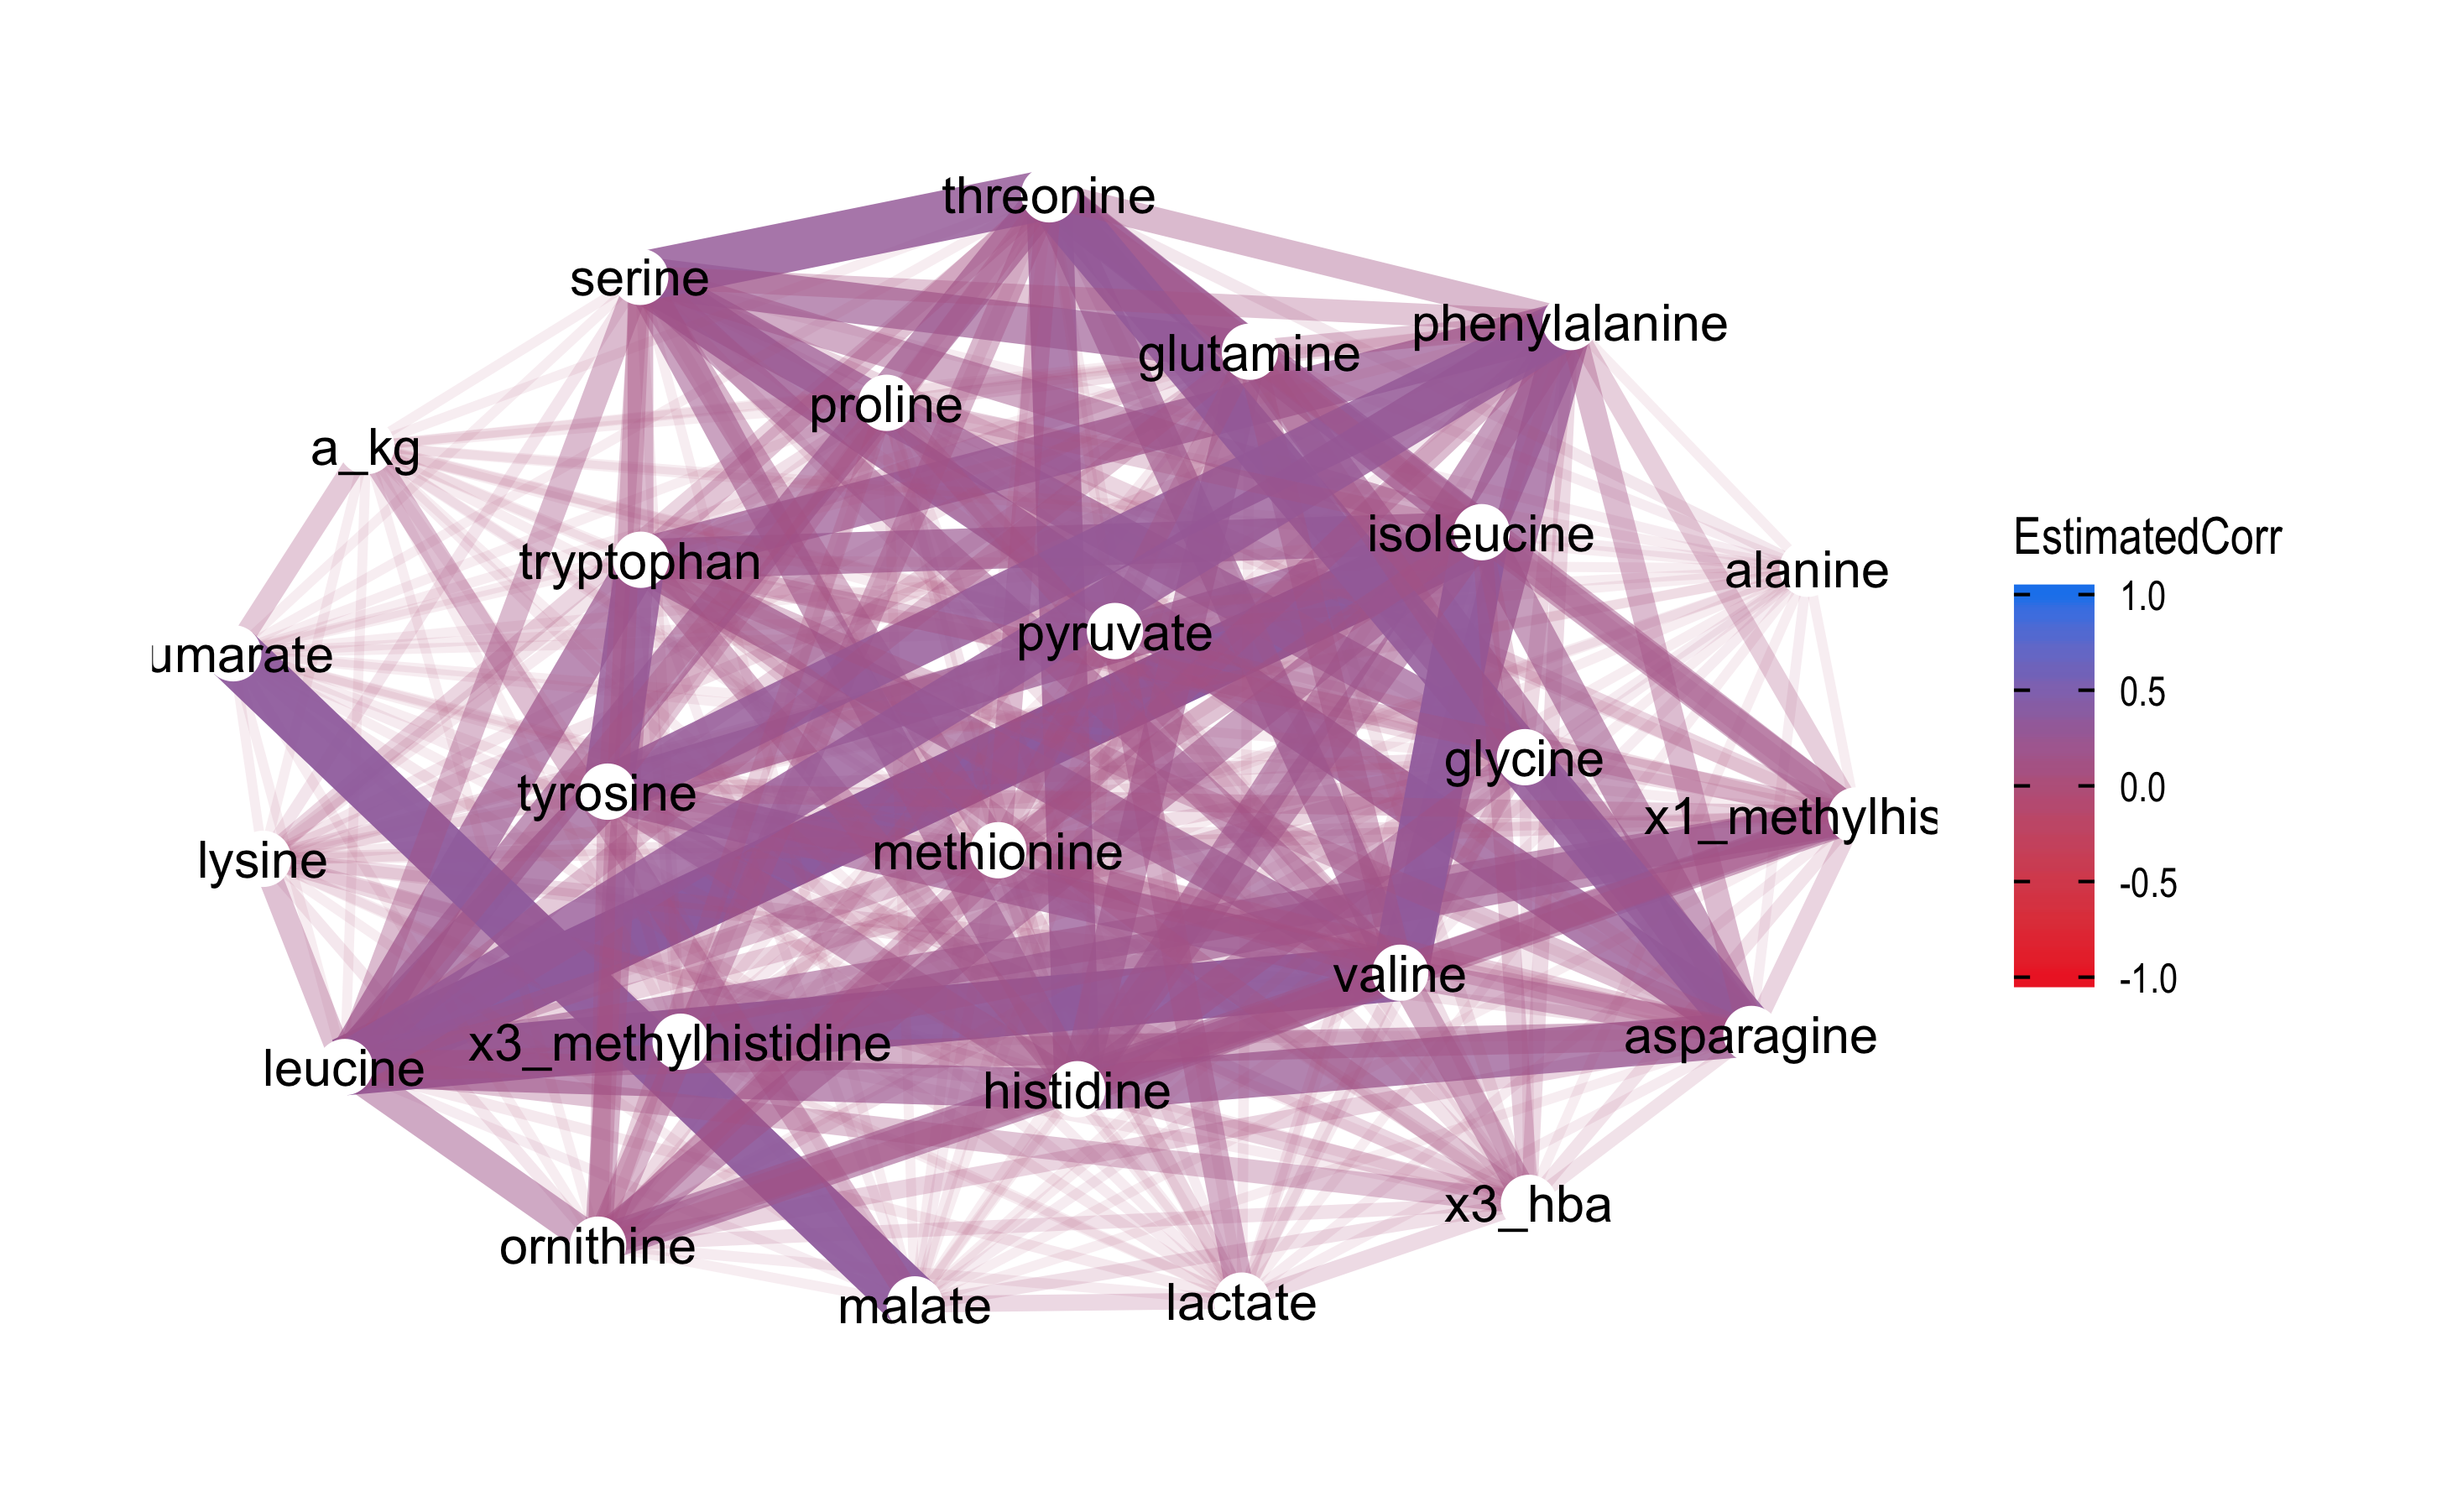 threonine
serine
phenylalanine
glutamine
proline
a_kg
isoleucine
tryptophan
alanine
pyruvate
umarate
glycine
tyrosine
x1_methylhis
methionine
lysine
valine
asparagine
x3_methylhistidine
leucine
histidine
x3_hba
ornithine
lactate
malate
EstimatedCorr
1.0
0.5
0.0
-0.5
-1.0